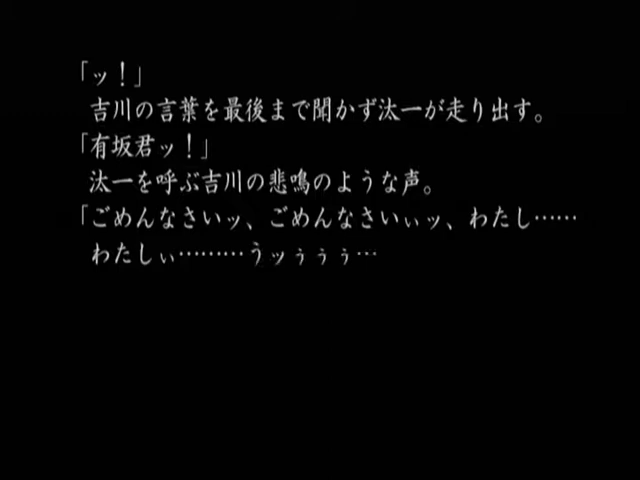 「ッ！」
吉川の言葉を最後まで聞かず汰一が走り出す。
「有坂君ッ！」
汰一を呼ぶ吉川の悲鳴のような声。
「ごめんなさいッ、ごめんなさいぃッ、わたし……
わたしぃ………うッぅぅぅ…